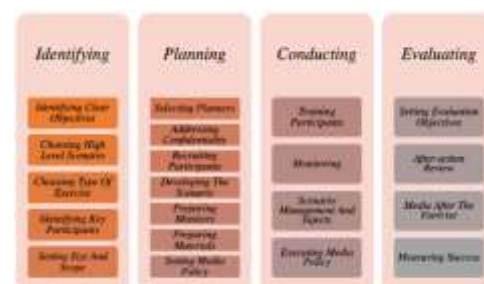 Identifying
Identifying Clear
Objectives
Choosing High
Level Scenario
Choosing Type Of
Exercise
Identifying Key
Participants
Setting Size And
Scope
Planning
Selecting Planners
Addressing
Confidentiality
Recruiting
Participants
Developing The
Scenario
Preparing
Monitors
Preparing
Materials
Setting Media
Policy
Conducting
Training
Participants
Monitoring
Scenario
Management And
Injects
Executing Media
Policy
Evaluating
Setting Evaluation
Objectives
After-action
Review
Media After The
Exercise
Measuring Success